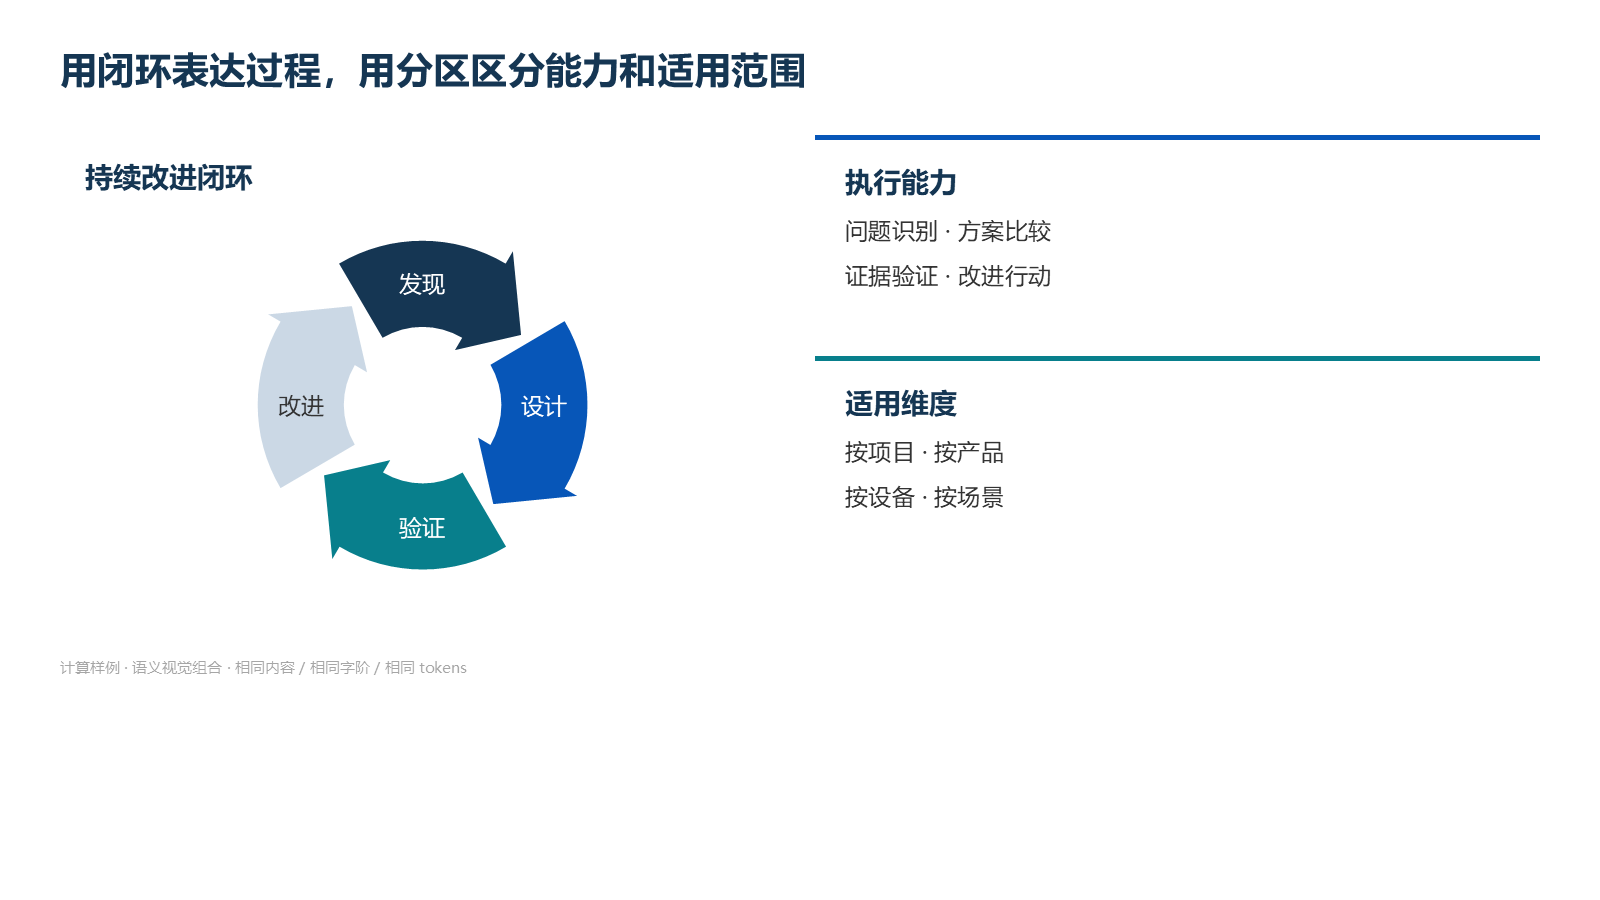 用闭环表达过程，用分区区分能力和适用范围
持续改进闭环
发现
设计
验证
改进
执行能力
问题识别 · 方案比较
证据验证 · 改进行动
适用维度
按项目 · 按产品
按设备 · 按场景
计算样例 · 语义视觉组合 · 相同内容 / 相同字阶 / 相同 tokens